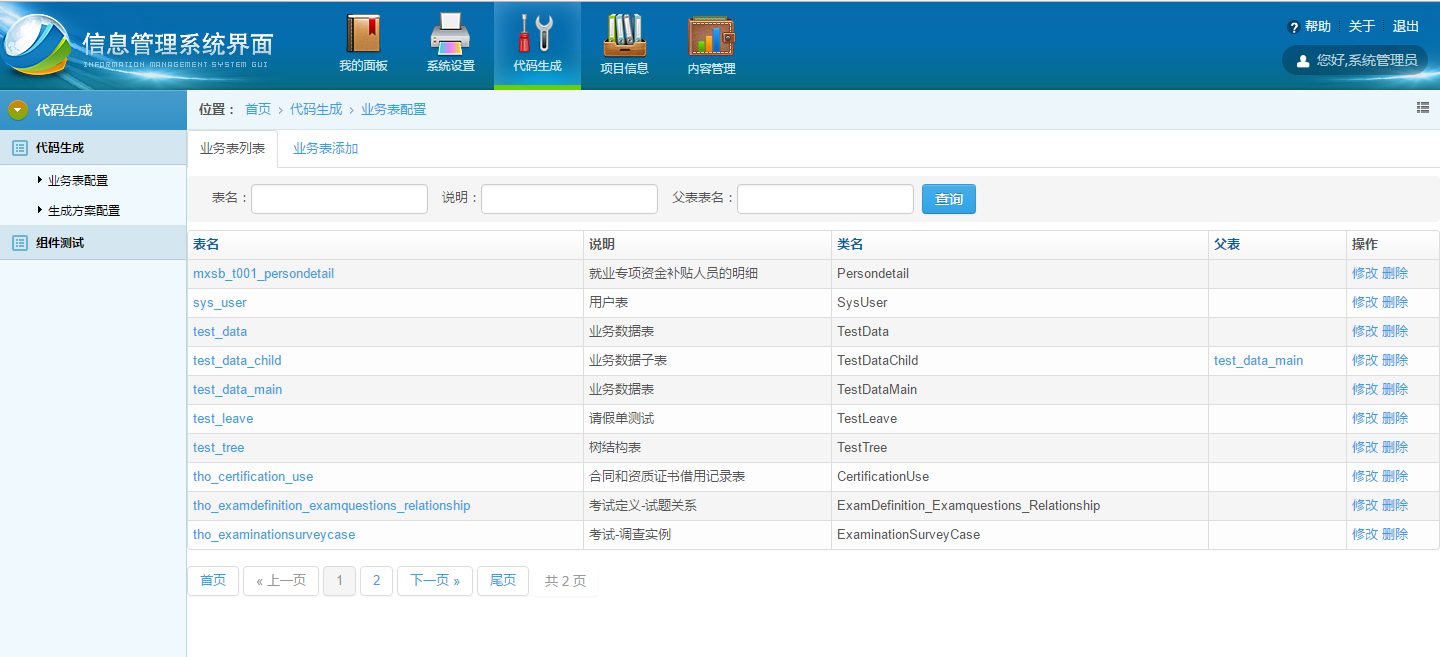 信息管理系统界面
INFORMATION MANAGEMENT SYSTEM GUI
我的面板 系统设置 代码生成 项目信息 内容管理
? 帮助 关于 退出
您好,系统管理员
代码生成
代码生成
业务表配置
生成方案配置
组件测试
位置： 首页 › 代码生成 › 业务表配置
业务表列表 业务表添加
表名： 说明： 父表表名： 查询
表名 说明 类名 父表 操作
mxsb_t001_persondetail 就业专项资金补贴人员的明细 Persondetail 修改 删除
sys_user 用户表 SysUser 修改 删除
test_data 业务数据表 TestData 修改 删除
test_data_child 业务数据子表 TestDataChild test_data_main 修改 删除
test_data_main 业务数据表 TestDataMain 修改 删除
test_leave 请假单测试 TestLeave 修改 删除
test_tree 树结构表 TestTree 修改 删除
tho_certification_use 合同和资质证书借用记录表 CertificationUse 修改 删除
tho_examdefinition_examquestions_relationship 考试定义-试题关系 ExamDefinition_Examquestions_Relationship 修改 删除
tho_examinationsurveycase 考试-调查实例 ExaminationSurveyCase 修改 删除
首页 « 上一页 1 2 下一页 » 尾页 共 2 页